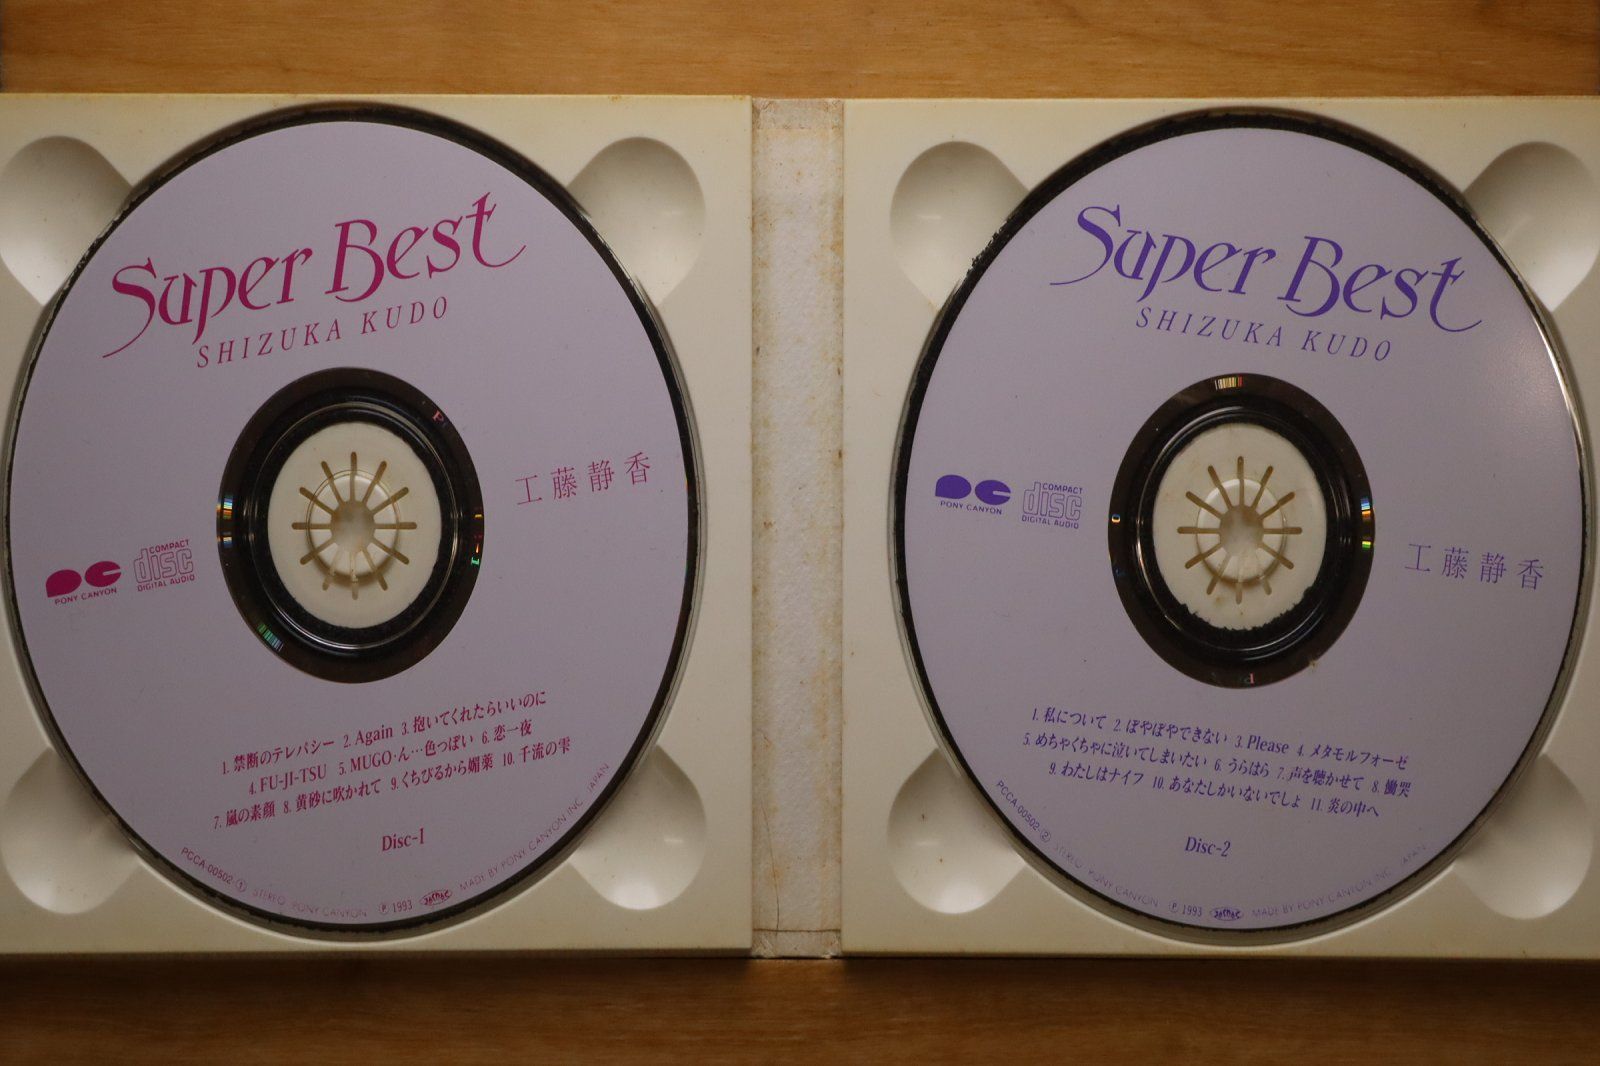 Super Best
SHIZUKA KUDO
工藤静香
PONY CANYON
COMPACT
disc
DIGITAL AUDIO
1. 禁断のテレパシー 2. Again 3. 抱いてくれたらいいのに
4. FU-JI-TSU 5. MUGO・ん…色っぽい 6. 恋一夜
7. 嵐の素顔 8. 黄砂に吹かれて 9. くちびるから媚薬 10. 千流の雫
Disc-1
PCCA-00502 ① STEREO PONY CANYON Ⓟ 1993 JASRAC MADE BY PONY CANYON INC. JAPAN
Super Best
SHIZUKA KUDO
PONY CANYON
COMPACT
disc
DIGITAL AUDIO
工藤静香
1. 私について 2. ぼやぼやできない 3. Please 4. メタモルフォーゼ
5. めちゃくちゃに泣いてしまいたい 6. うらはら 7. 声を聴かせて 8. 慟哭
9. わたしはナイフ 10. あなたしかいないでしょ 11. 炎の中へ
Disc-2
PCCA-00502 ② STEREO PONY CANYON Ⓟ 1993 JASRAC MADE BY PONY CANYON INC. JAPAN